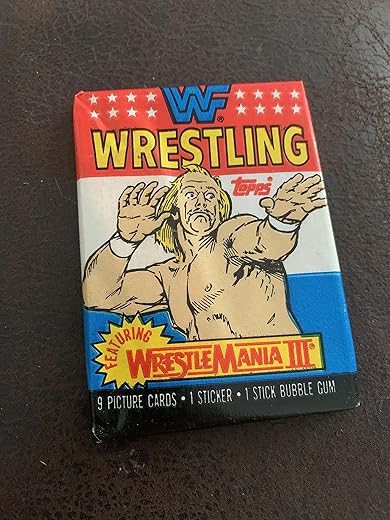 WF
®
WRESTLING
Topps®
FEATURING
WRESTLEMANIA III®
9 PICTURE CARDS • 1 STICKER • 1 STICK BUBBLE GUM